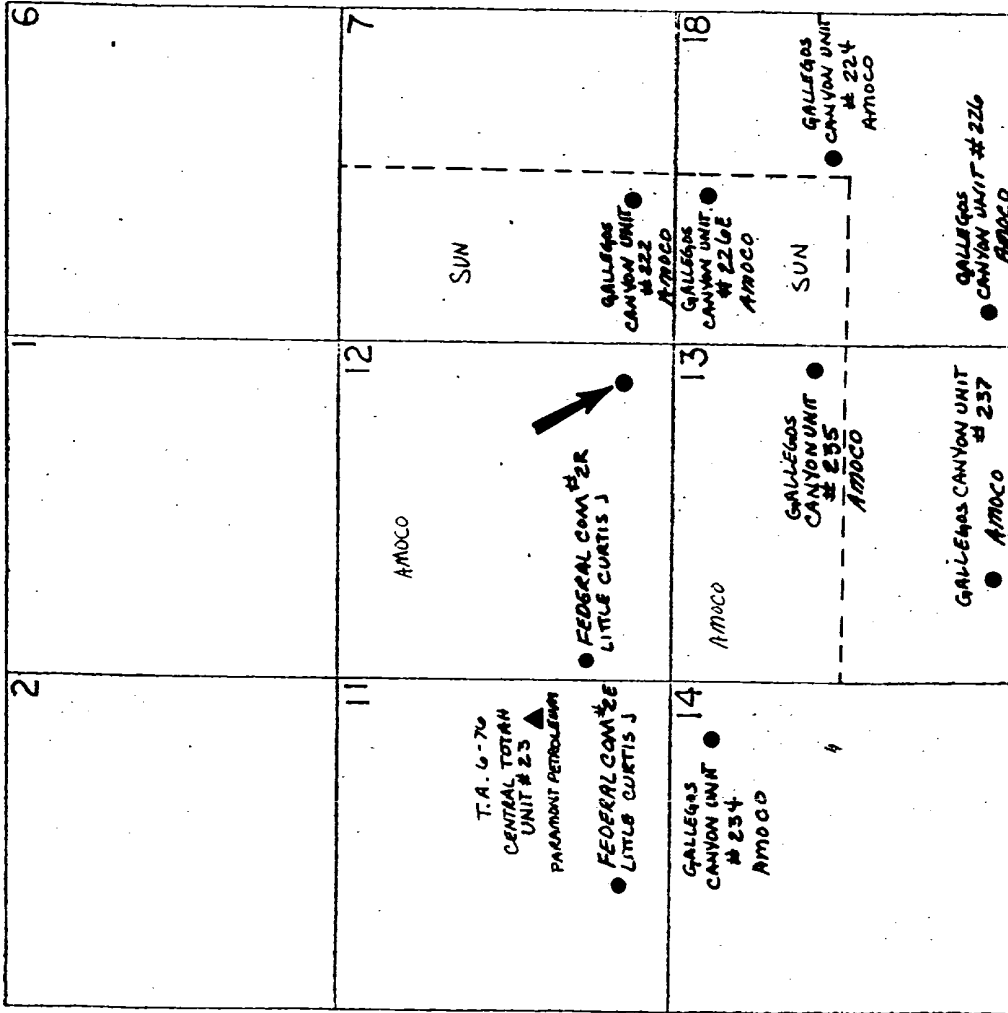 2
1
6
11
T.A. 6-76
CENTRAL TOTAH
UNIT #23
PARAMONT PETROLEUM
FEDERAL COM #2E
LITTLE CURTIS J
12
AMOCO
FEDERAL COM #2R
LITTLE CURTIS J
7
SUN
GALLEGOS
CANYON UNIT
#222
AMOCO
14
GALLEGOS
CANYON UNIT
#234
AMOCO
4
13
AMOCO
GALLEGOS
CANYON UNIT
#235
AMOCO
GALLEGOS CANYON UNIT
#237
AMOCO
18
GALLEGOS
CANYON UNIT
#226E
AMOCO
SUN
GALLEGOS
CANYON UNIT
#224
AMOCO
GALLEGOS
CANYON UNIT #226
AMOCO